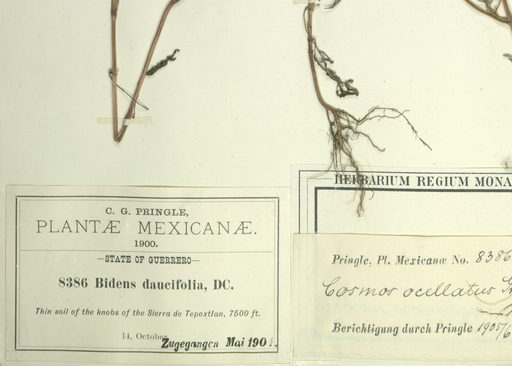 C. G. PRINGLE,
PLANTÆ MEXICANÆ.
1900.
STATE OF GUERRERO
8386 Bidens daucifolia, DC.
Thin soil of the knobs of the Sierra de Tepoxtlan, 7500 ft.
14, October.
Zugegangen Mai 1901.
HERBARIUM REGIUM MONA
Pringle, Pl. Mexicanæ No. 8386
Cosmos ocellatus
Berichtigung durch Pringle 1905/6